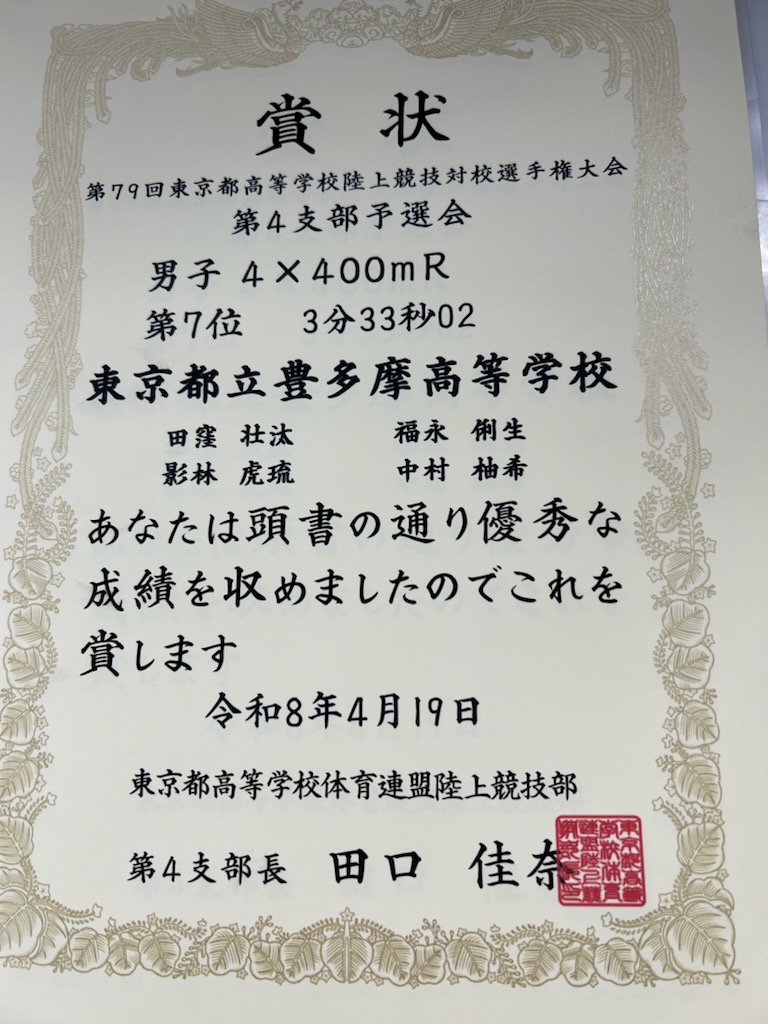 賞状
第79回東京都高等学校陸上競技対校選手権大会
第4支部予選会
男子 4×400mR
第7位 3分33秒02
東京都立豊多摩高等学校
田窪 壮汰 福永 俐生
影林 虎琉 中村 柚希
あなたは頭書の通り優秀な
成績を収めましたのでこれを
賞します
令和8年4月19日
東京都高等学校体育連盟陸上競技部
第4支部長 田口 佳奈